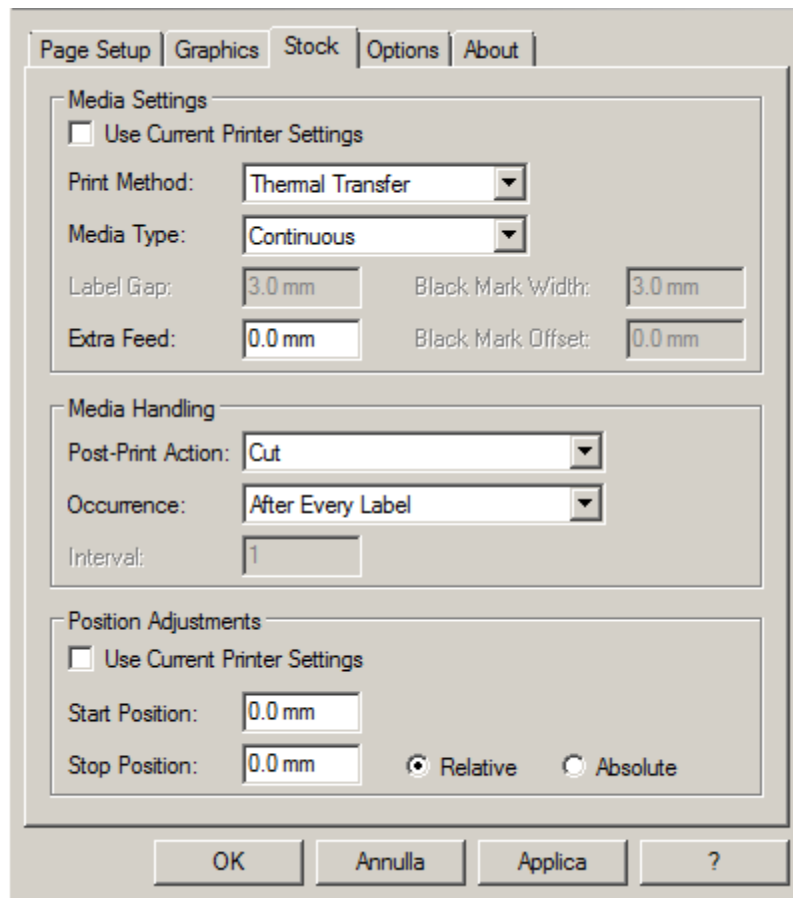 Page Setup Graphics Stock Options About
Media Settings
Use Current Printer Settings
Print Method: Thermal Transfer
Media Type: Continuous
Label Gap: 3.0 mm Black Mark Width: 3.0 mm
Extra Feed: 0.0 mm Black Mark Offset: 0.0 mm
Media Handling
Post-Print Action: Cut
Occurrence: After Every Label
Interval: 1
Position Adjustments
Use Current Printer Settings
Start Position: 0.0 mm
Stop Position: 0.0 mm Relative Absolute
OK Annulla Applica ?